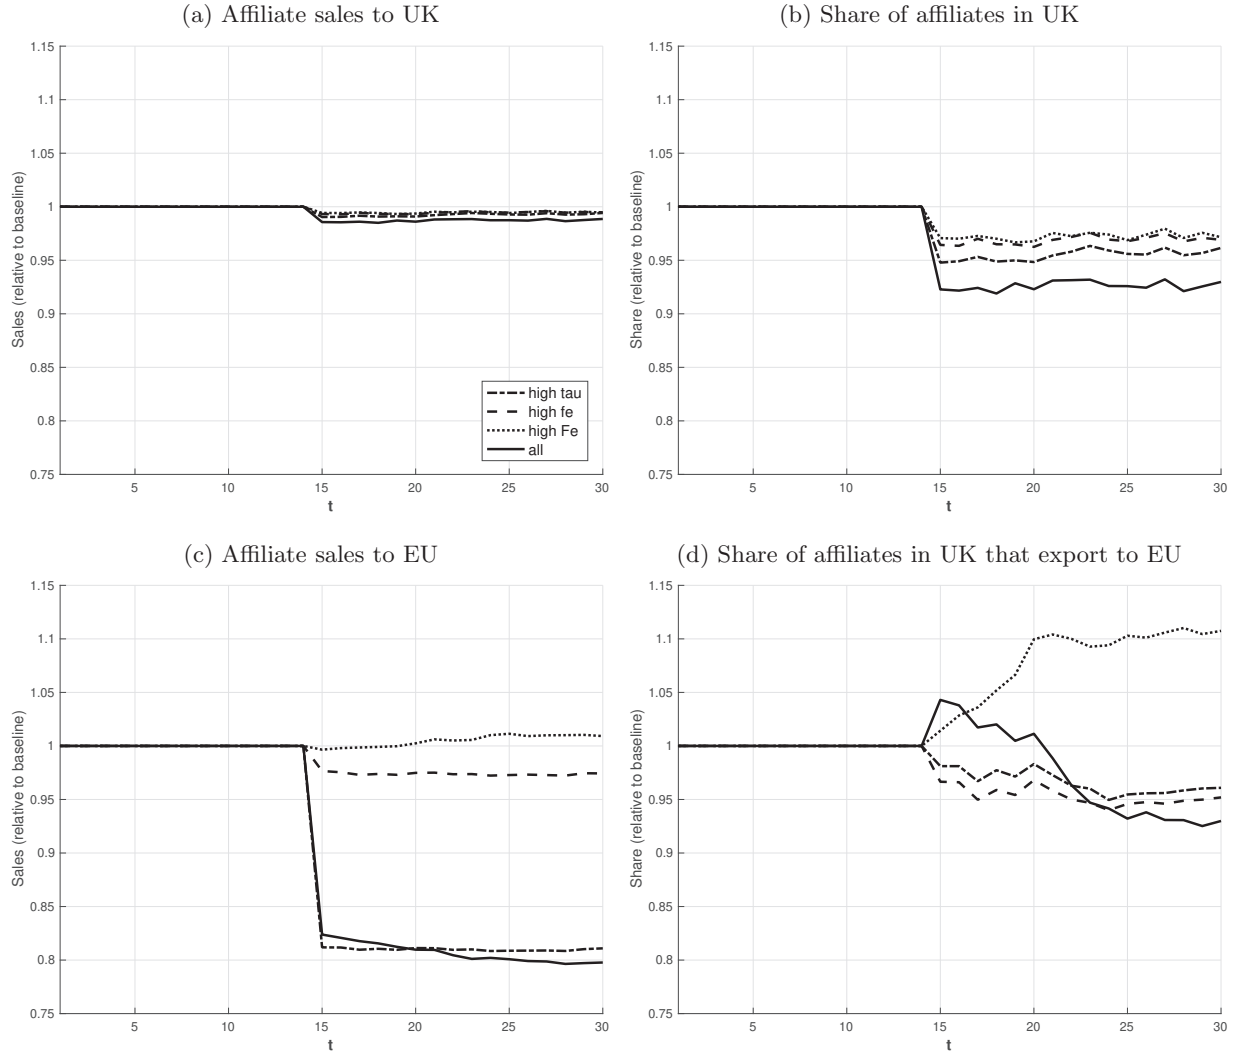 (a) Affiliate sales to UK
1.15
1.1
1.05
1
0.95
0.9
0.85
0.8
0.75
Sales (relative to baseline)
high tau
high fe
high Fe
all
5 10 15 20 25 30
t
(b) Share of affiliates in UK
1.15
1.1
1.05
1
0.95
0.9
0.85
0.8
0.75
Share (relative to baseline)
5 10 15 20 25 30
t
(c) Affiliate sales to EU
1.15
1.1
1.05
1
0.95
0.9
0.85
0.8
0.75
Sales (relative to baseline)
5 10 15 20 25 30
t
(d) Share of affiliates in UK that export to EU
1.15
1.1
1.05
1
0.95
0.9
0.85
0.8
0.75
Share (relative to baseline)
5 10 15 20 25 30
t